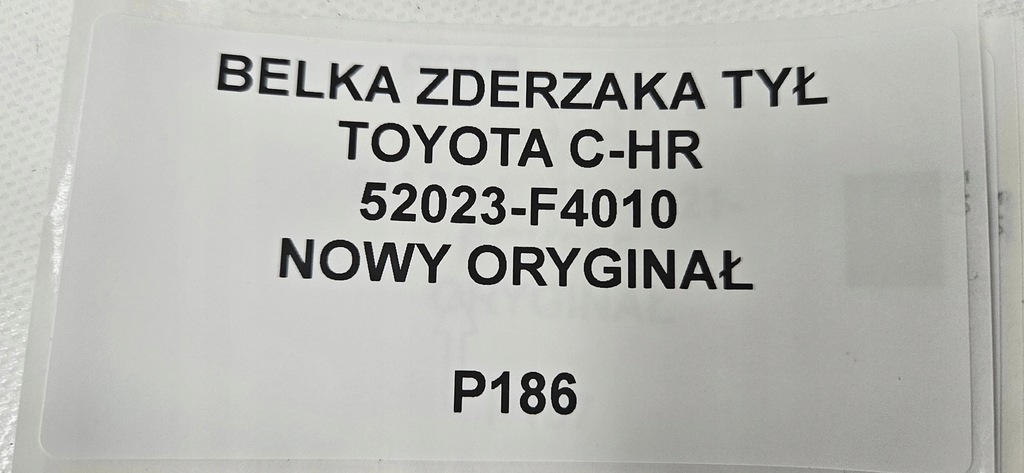 BELKA ZDERZAKA TYŁ
TOYOTA C-HR
52023-F4010
NOWY ORYGINAŁ
P186